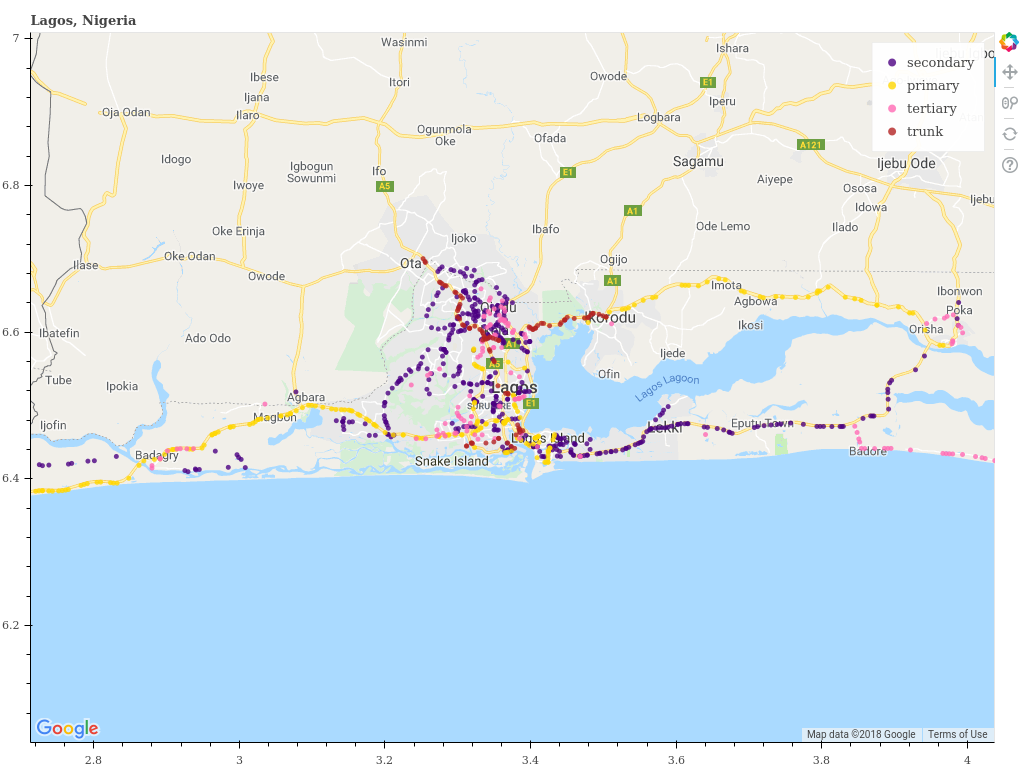 Lagos, Nigeria
7
6.8
6.6
6.4
6.2
2.8
3
3.2
3.4
3.6
3.8
4
secondary
primary
tertiary
trunk
Wasinmi
Ishara
Ibese
Itori
Owode
E1
Ijana
Iperu
Oja Odan
Ilaro
Logbara
Ogunmola
Oke
Ofada
A121
Idogo
Igbogun
Sowunmi
Ifo
E1
Sagamu
Ijebu Ode
Iwoye
A5
Aiyepe
Ososa
Ijebu
A1
Idowa
Oke Erinja
Ijoko
Ibafo
Ode Lemo
Ilado
Ilase
Oke Odan
Ota
Ogijo
Owode
A1
Imota
Ibonwon
Agbowa
Poka
Ibatefin
Ado Odo
Korodu
Ikosi
Orisha
A1
Ijede
A5
Tube
Ipokia
Ofin
Lagos Lagoon
Lagos
Agbara
E1
Ijofin
Magbon
Lekki
Eputu Town
Lagos Island
Badagry
Snake Island
Badore
Google
Map data ©2018 Google
Terms of Use